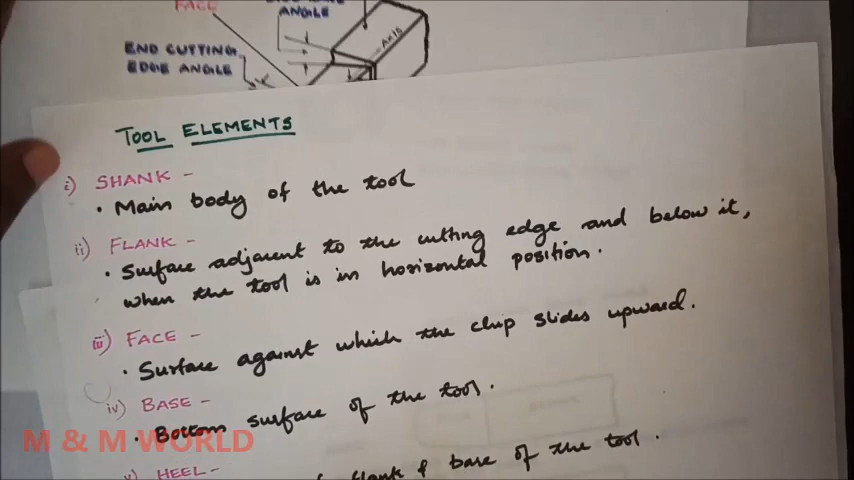 FACE
ANGLE
AXIS
END CUTTING
EDGE ANGLE
TOOL ELEMENTS
i) SHANK -
• Main body of the tool
ii) FLANK -
• Surface adjacent to the cutting edge and below it,
when the tool is in horizontal position.
iii) FACE -
• Surface against which the chip slides upward.
iv) BASE -
• Bottom surface of the tool.
v) HEEL -
flank & base of the tool.
M & M WORLD